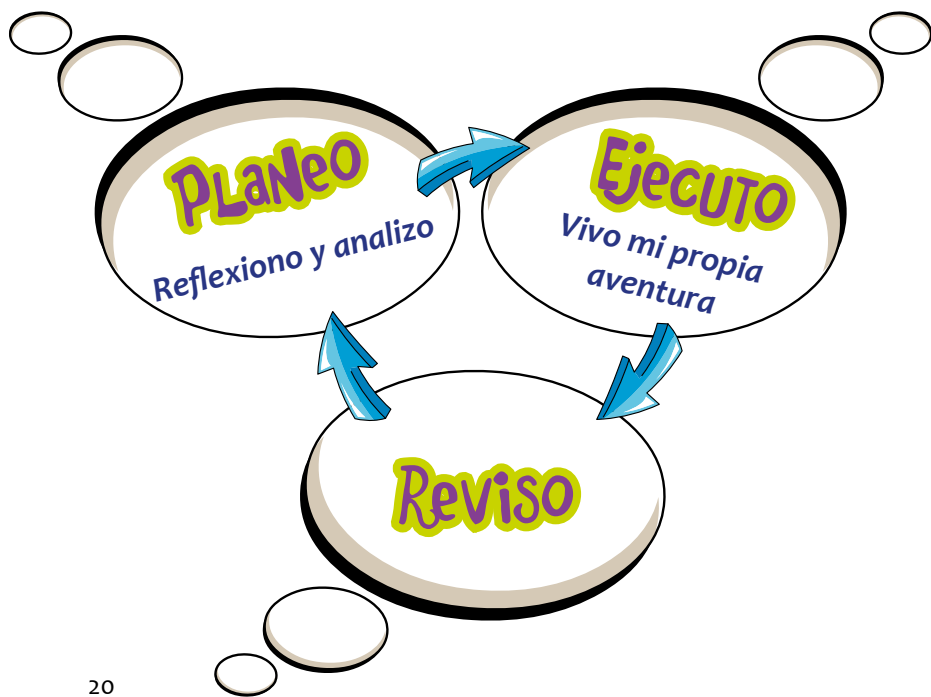 PLaNeO
Reflexiono y analizo
EjeCUTO
Vivo mi propia
aventura
ReViSO
20